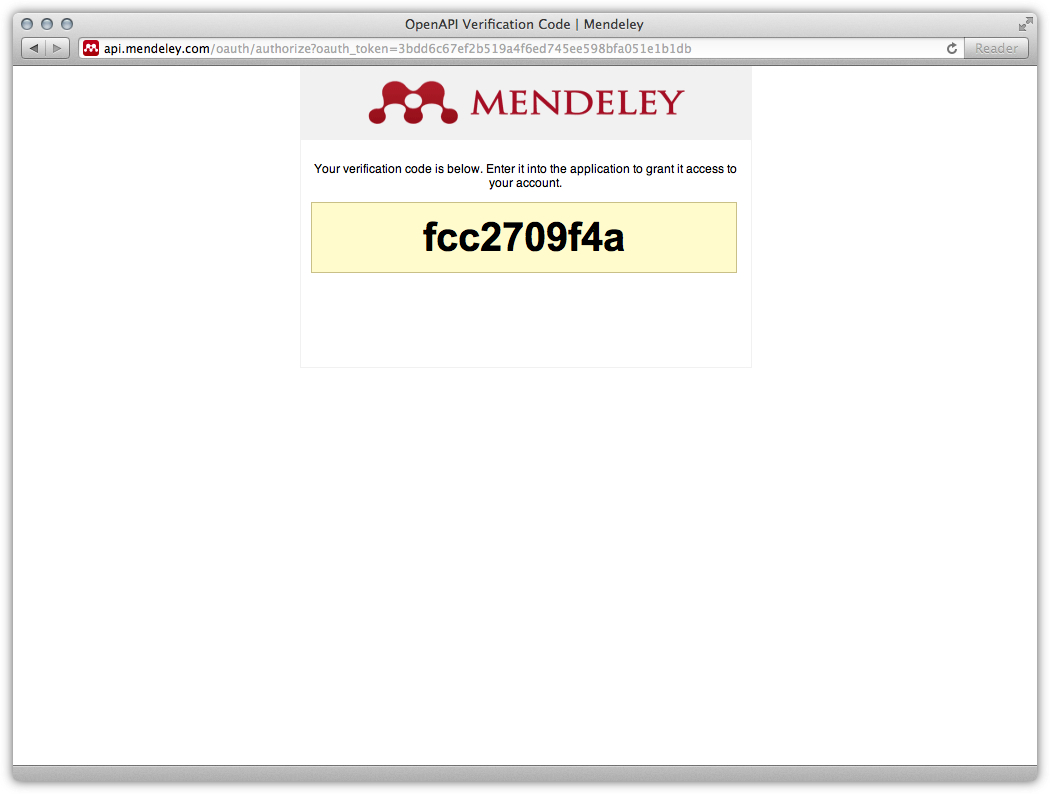 OpenAPI Verification Code | Mendeley
api.mendeley.com/oauth/authorize?oauth_token=3bdd6c67ef2b519a4f6ed745ee598bfa051e1b1db
Reader
MENDELEY
Your verification code is below. Enter it into the application to grant it access to
your account.
fcc2709f4a